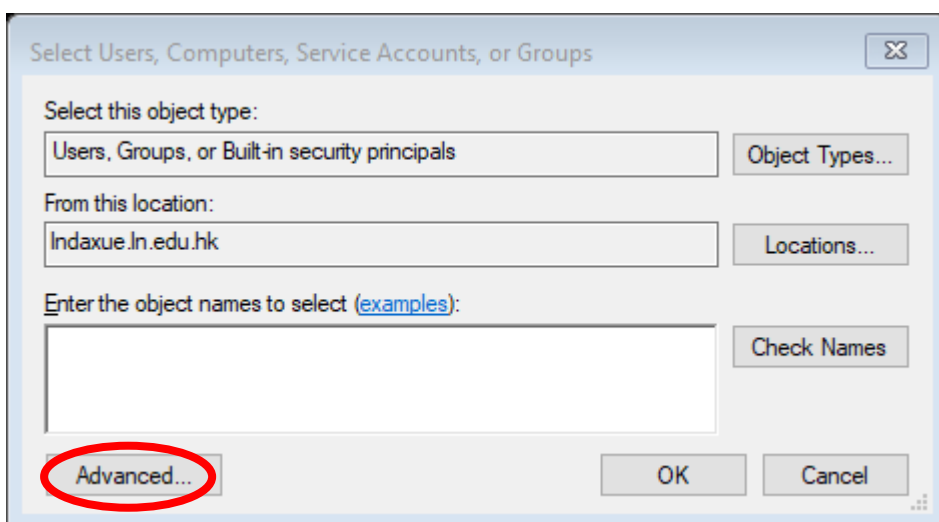 Select Users, Computers, Service Accounts, or Groups
Select this object type:
Users, Groups, or Built-in security principals
Object Types...
From this location:
lndaxue.ln.edu.hk
Locations...
Enter the object names to select (examples):
Check Names
Advanced...
OK
Cancel